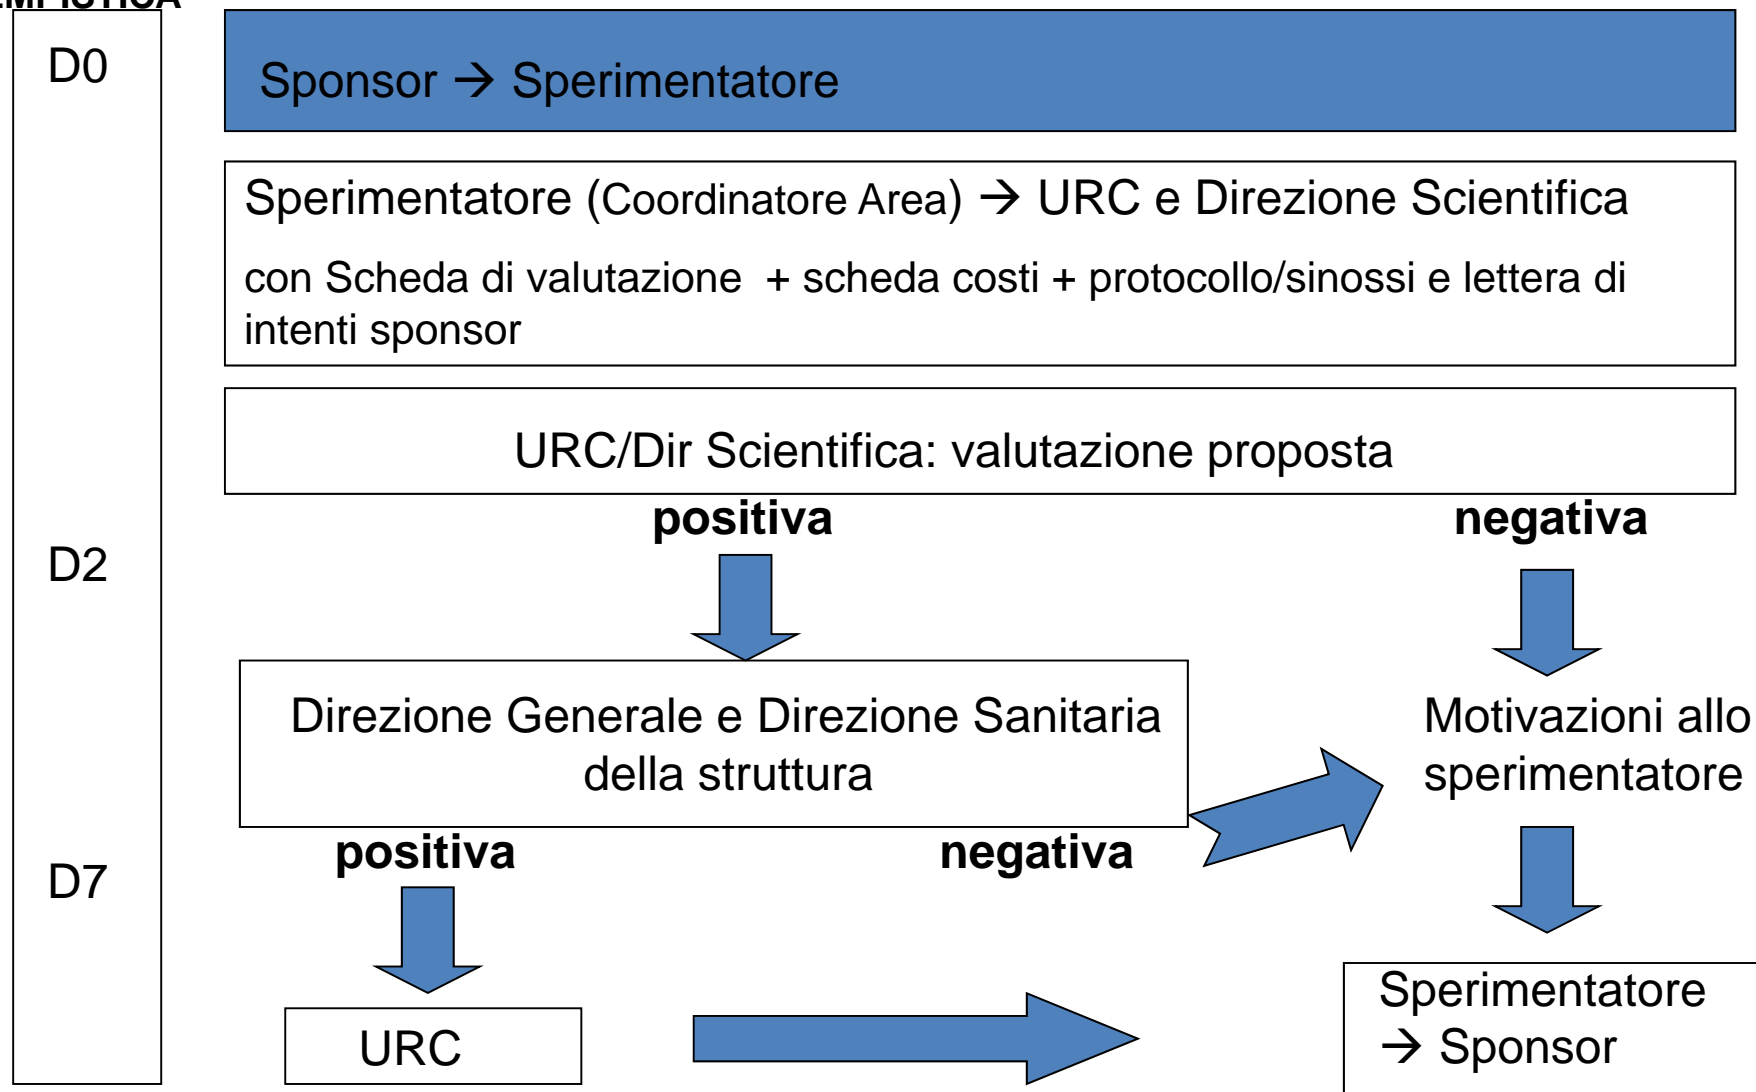 D0
Sponsor → Sperimentatore
Sperimentatore (Coordinatore Area) → URC e Direzione Scientifica
con Scheda di valutazione + scheda costi + protocollo/sinossi e lettera di
intenti sponsor
URC/Dir Scientifica: valutazione proposta
positiva
negativa
D2
Direzione Generale e Direzione Sanitaria
della struttura
Motivazioni allo
sperimentatore
positiva
negativa
D7
URC
Sperimentatore
→ Sponsor